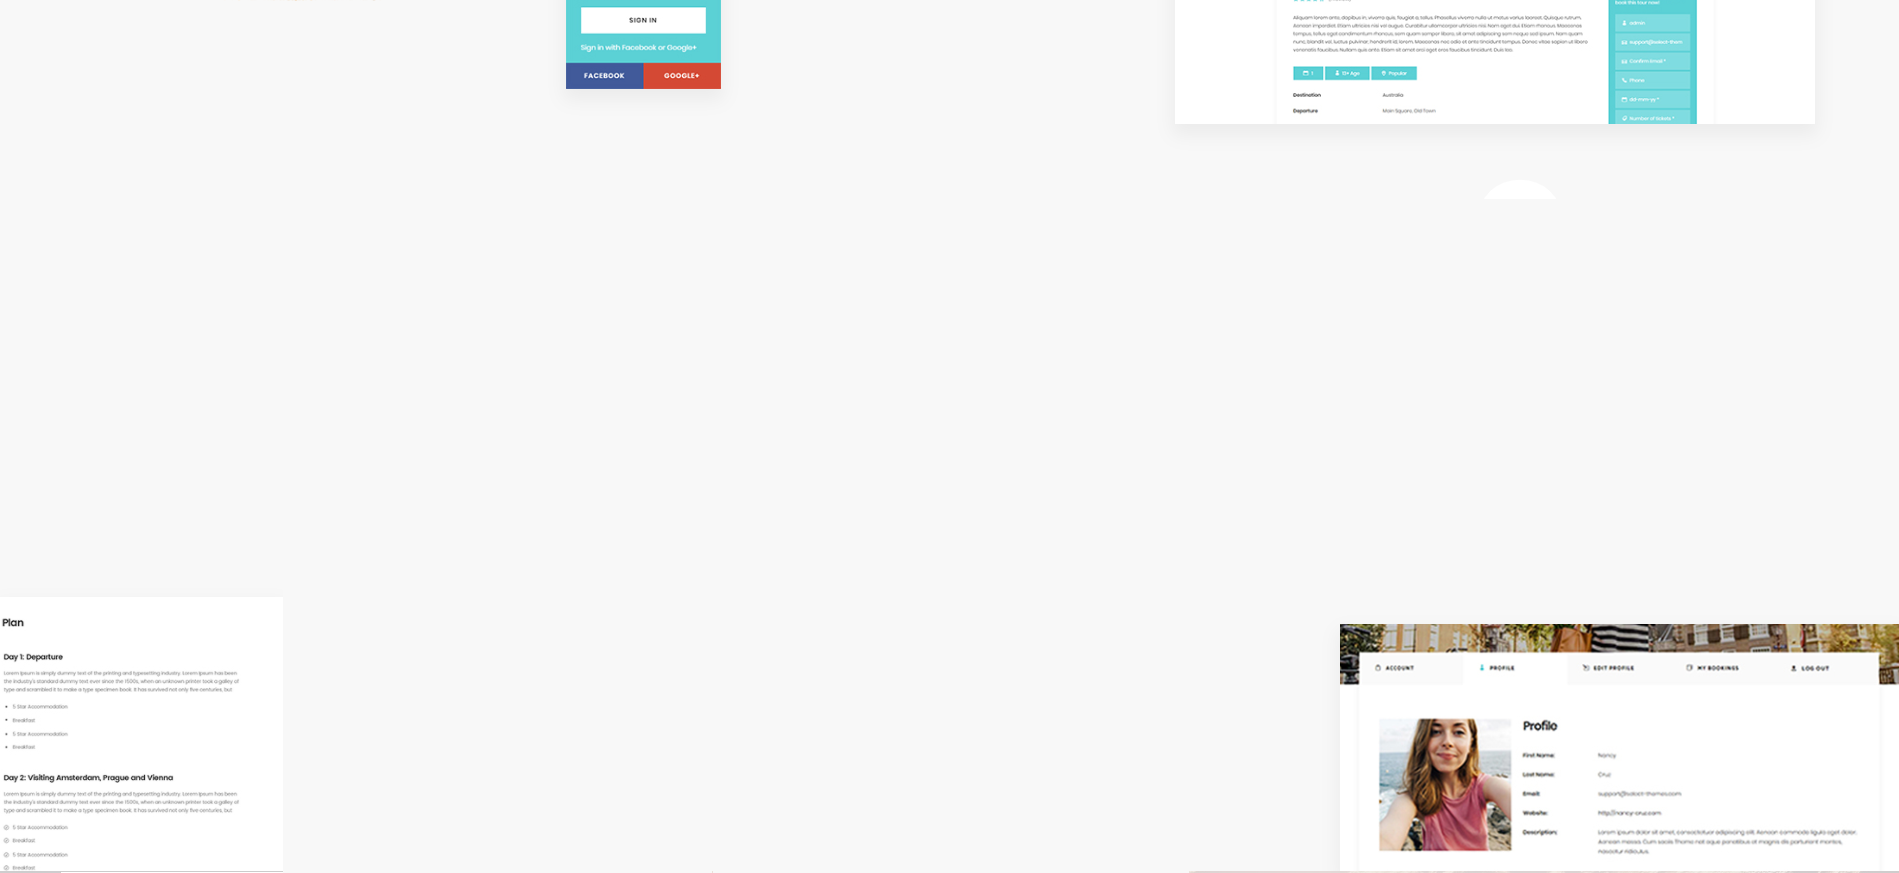 SIGN IN
Sign in with Facebook or Google+
FACEBOOK
GOOGLE+
book this tour now!
Aliquam lorem ante, dapibus in, viverra quis, feugiat a, tellus. Phasellus viverra nulla ut metus varius laoreet. Quisque rutrum.
Aenean imperdiet. Etiam ultricies nisi vel augue. Curabitur ullamcorper ultricies nisi. Nam eget dui. Etiam rhoncus. Maecenas
tempus, tellus eget condimentum rhoncus, sem quam semper libero, sit amet adipiscing sem neque sed ipsum. Nam quam
nunc, blandit vel, luctus pulvinar, hendrerit id, lorem. Maecenas nec odio et ante tincidunt tempus. Donec vitae sapien ut libero
venenatis faucibus. Nullam quis ante. Etiam sit amet orci eget eros faucibus tincidunt. Duis leo.
admin
support@select-them
Confirm Email *
Phone
dd-mm-yy *
Number of tickets *
10+ Age
Popular
Destination
Australia
Departure
Main Square, Old Town
Plan
Day 1: Departure
Lorem Ipsum is simply dummy text of the printing and typesetting industry. Lorem Ipsum has been
the industry's standard dummy text ever since the 1500s, when an unknown printer took a galley of
type and scrambled it to make a type specimen book. It has survived not only five centuries, but
5 Star Accommodation
Breakfast
5 Star Accommodation
Breakfast
Day 2: Visiting Amsterdam, Prague and Vienna
Lorem Ipsum is simply dummy text of the printing and typesetting industry. Lorem Ipsum has been
the industry's standard dummy text ever since the 1500s, when an unknown printer took a galley of
type and scrambled it to make a type specimen book. It has survived not only five centuries, but
5 Star Accommodation
Breakfast
5 Star Accommodation
Breakfast
ACCOUNT
PROFILE
EDIT PROFILE
MY BOOKINGS
LOG OUT
Profile
First Name:
Nancy
Last Name:
Cruz
Email:
support@select-themes.com
Website:
http://nancy-cruz.com
Description:
Lorem ipsum dolor sit amet, consectetuer adipiscing elit. Aenean commodo ligula eget dolor.
Aenean massa. Cum sociis Theme natoque penatibus et magnis dis parturient montes,
nascetur ridiculus.